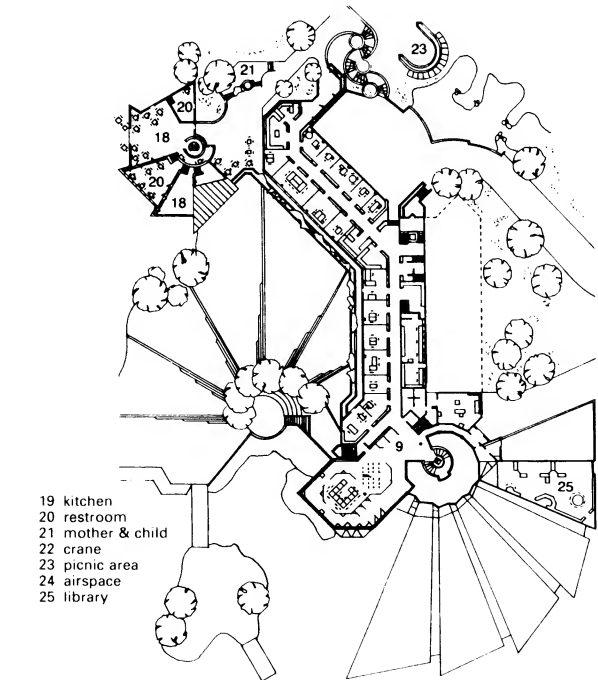 23
21
20
18
20
18
9
25
19 kitchen
20 restroom
21 mother & child
22 crane
23 picnic area
24 airspace
25 library